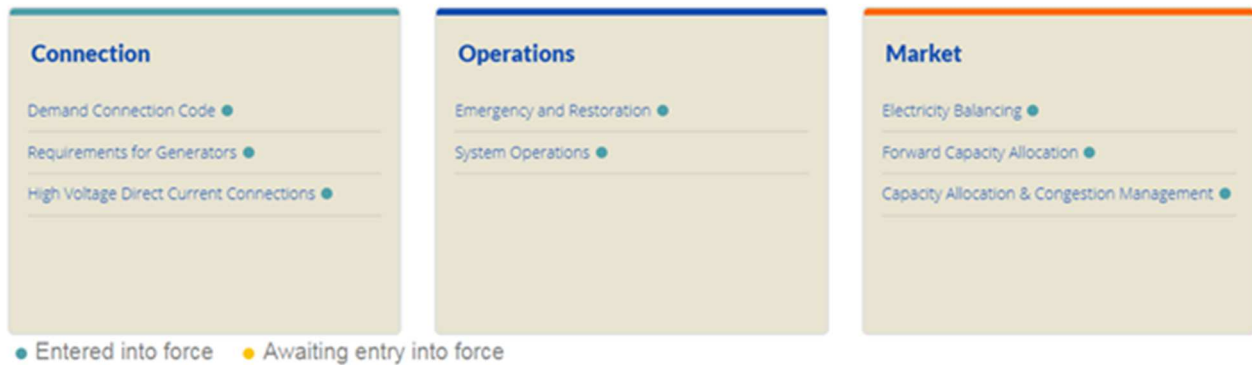 Connection
Demand Connection Code
Requirements for Generators
High Voltage Direct Current Connections
Operations
Emergency and Restoration
System Operations
Market
Electricity Balancing
Forward Capacity Allocation
Capacity Allocation & Congestion Management
Entered into force
Awaiting entry into force